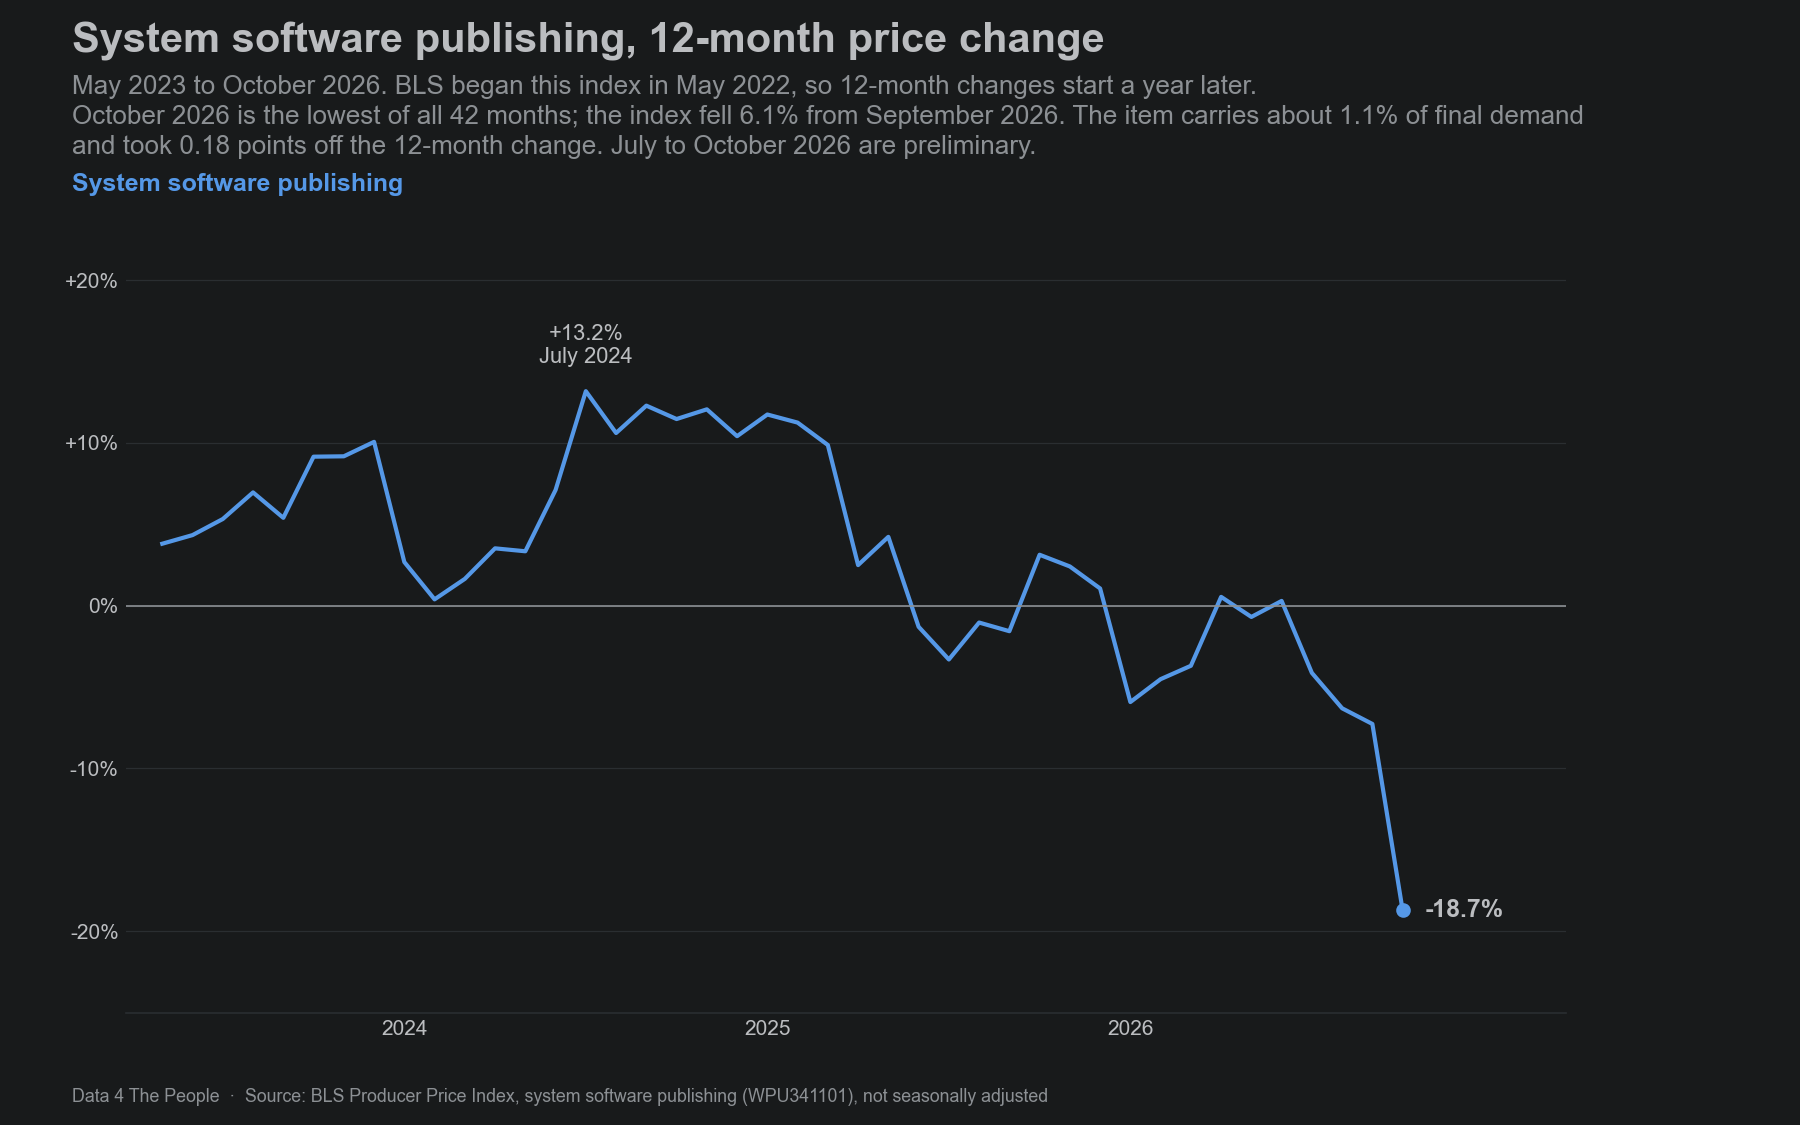 System software publishing, 12-month price change
May 2023 to October 2026. BLS began this index in May 2022, so 12-month changes start a year later.
October 2026 is the lowest of all 42 months; the index fell 6.1% from September 2026. The item carries about 1.1% of final demand
and took 0.18 points off the 12-month change. July to October 2026 are preliminary.
System software publishing
+20%
+13.2%
July 2024
+10%
0%
-10%
-18.7%
-20%
2024 2025 2026
Data 4 The People · Source: BLS Producer Price Index, system software publishing (WPU341101), not seasonally adjusted